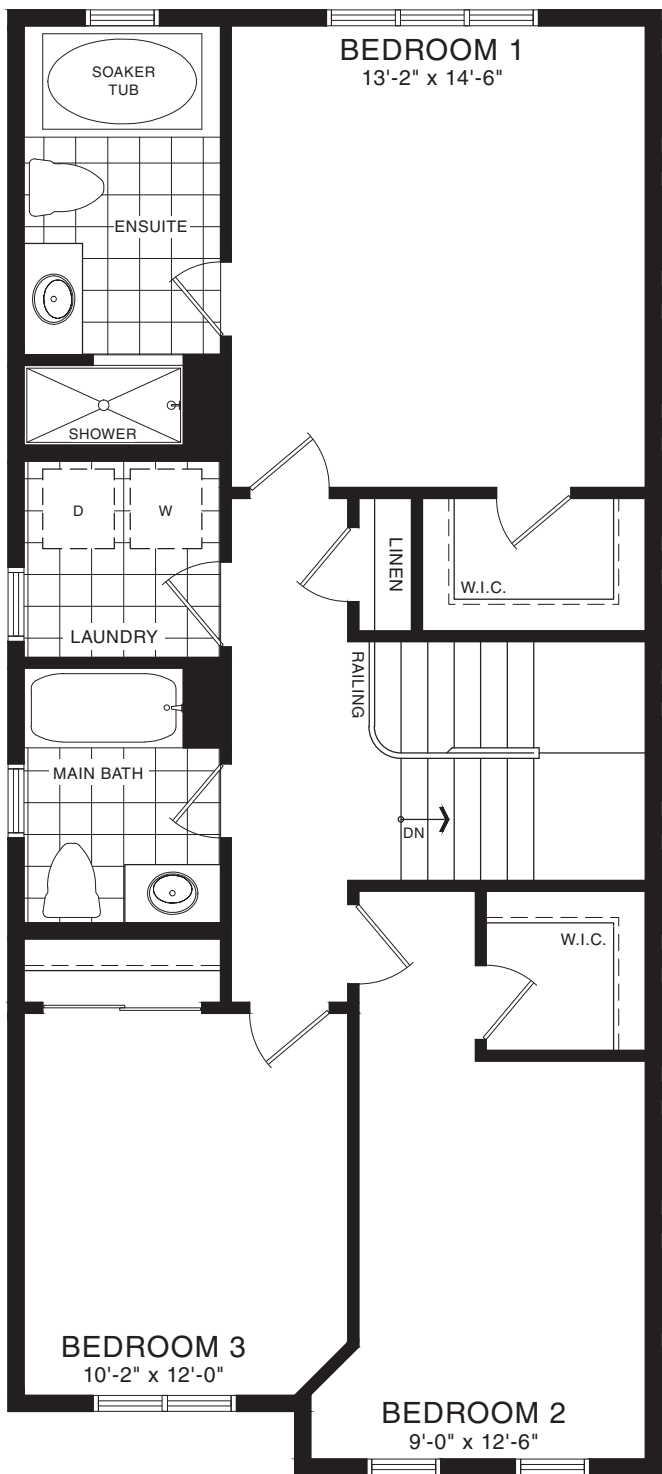 BEDROOM 1
13'-2" x 14'-6"
SOAKER
TUB
ENSUITE
SHOWER
D
W
LINEN
W.I.C.
LAUNDRY
RAILING
MAIN BATH
DN
W.I.C.
BEDROOM 3
10'-2" x 12'-0"
BEDROOM 2
9'-0" x 12'-6"